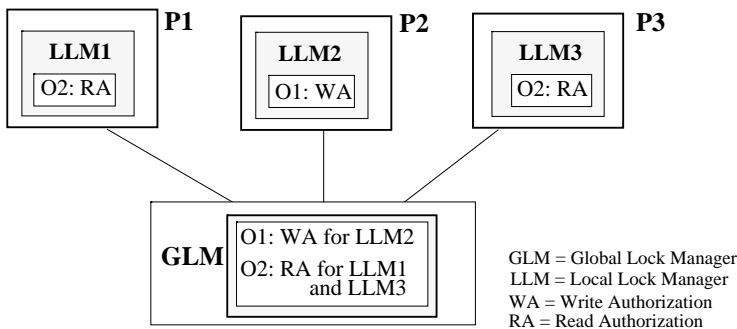 P1
P2
P3
LLM1
LLM2
LLM3
O2: RA
O1: WA
O2: RA
GLM
O1: WA for LLM2
O2: RA for LLM1
and LLM3
GLM = Global Lock Manager
LLM = Local Lock Manager
WA = Write Authorization
RA = Read Authorization